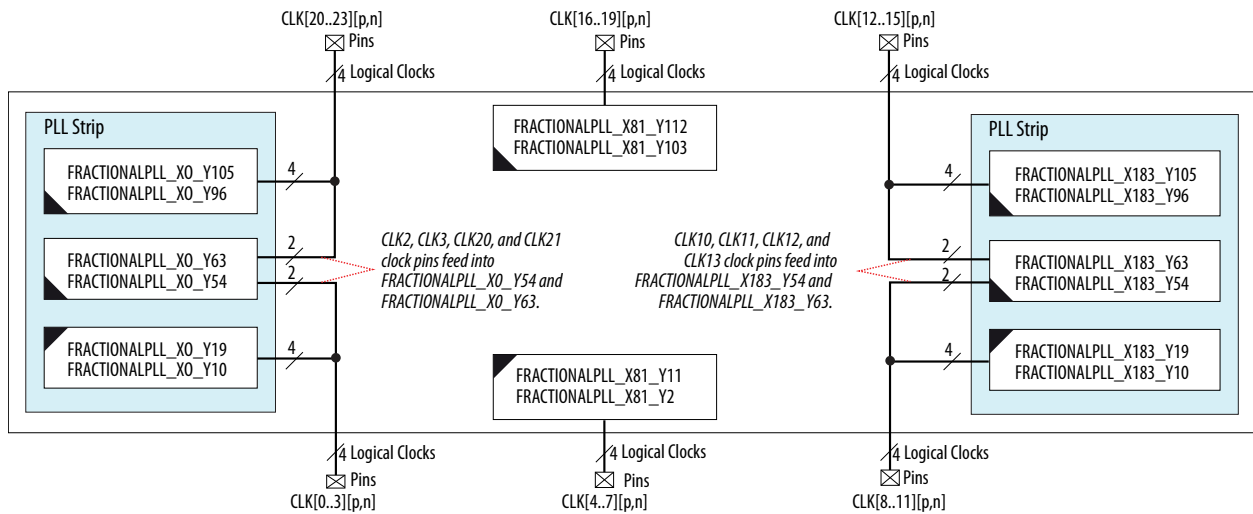 CLK[20..23][p,n]
Pins
4 Logical Clocks
CLK[16..19][p,n]
Pins
4 Logical Clocks
CLK[12..15][p,n]
Pins
4 Logical Clocks
PLL Strip
FRACTIONALPLL_X0_Y105
FRACTIONALPLL_X0_Y96
4
FRACTIONALPLL_X0_Y63
FRACTIONALPLL_X0_Y54
2
2
FRACTIONALPLL_X0_Y19
FRACTIONALPLL_X0_Y10
4
FRACTIONALPLL_X81_Y112
FRACTIONALPLL_X81_Y103
CLK2, CLK3, CLK20, and CLK21
clock pins feed into
FRACTIONALPLL_X0_Y54 and
FRACTIONALPLL_X0_Y63.
CLK10, CLK11, CLK12, and
CLK13 clock pins feed into
FRACTIONALPLL_X183_Y54 and
FRACTIONALPLL_X183_Y63.
FRACTIONALPLL_X81_Y11
FRACTIONALPLL_X81_Y2
PLL Strip
4
FRACTIONALPLL_X183_Y105
FRACTIONALPLL_X183_Y96
2
2
FRACTIONALPLL_X183_Y63
FRACTIONALPLL_X183_Y54
4
FRACTIONALPLL_X183_Y19
FRACTIONALPLL_X183_Y10
4 Logical Clocks
Pins
CLK[0..3][p,n]
4 Logical Clocks
Pins
CLK[4..7][p,n]
4 Logical Clocks
Pins
CLK[8..11][p,n]